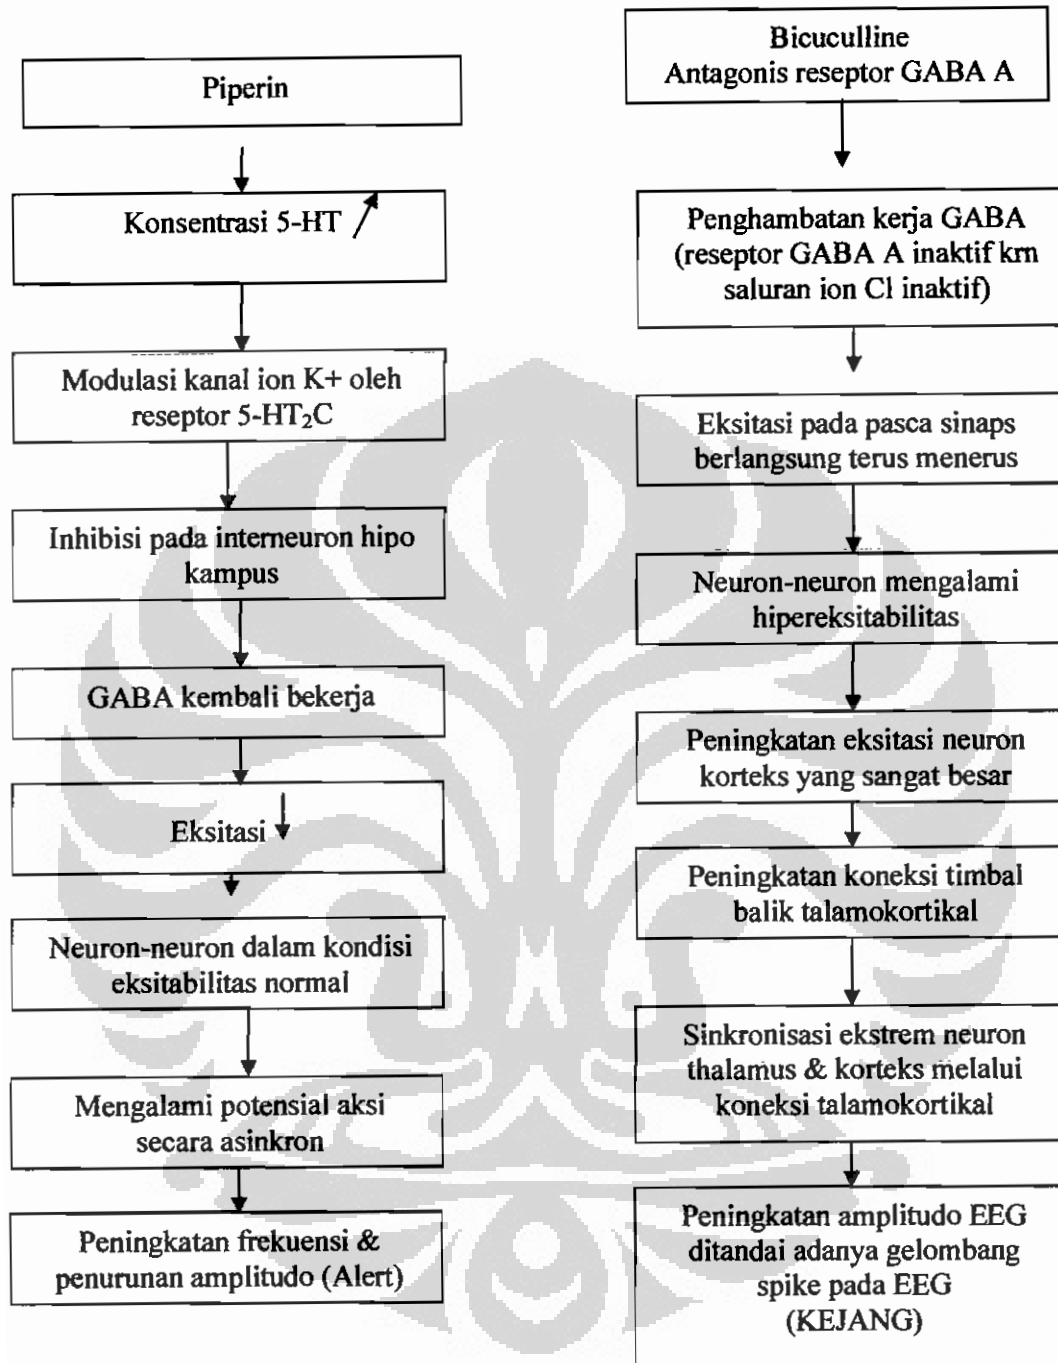 Piperin
Konsentrasi 5-HT
Modulasi kanal ion K+ oleh
reseptor 5-HT₂C
Inhibisi pada interneuron hipo
kampus
GABA kembali bekerja
Eksitasi
Neuron-neuron dalam kondisi
eksitabilitas normal
Mengalami potensial aksi
secara asinkron
Peningkatan frekuensi &
penurunan amplitudo (Alert)
Bicuculline
Antagonis reseptor GABA A
Penghambatan kerja GABA
(reseptor GABA A inaktif krn
saluran ion Cl inaktif)
Eksitasi pada pasca sinaps
berlangsung terus menerus
Neuron-neuron mengalami
hipereksitabilitas
Peningkatan eksitasi neuron
korteks yang sangat besar
Peningkatan koneksi timbal
balik talamokortikal
Sinkronisasi ekstrem neuron
thalamus & korteks melalui
koneksi talamokortikal
Peningkatan amplitudo EEG
ditandai adanya gelombang
spike pada EEG
(KEJANG)